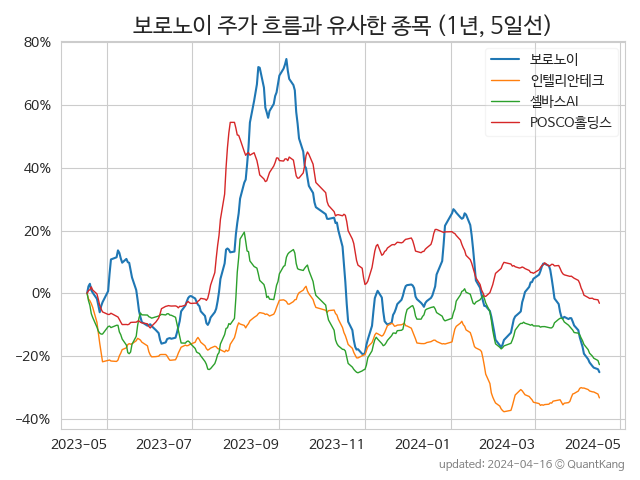 보로노이 주가 흐름과 유사한 종목 (1년, 5일선)
80%
60%
40%
20%
0%
−20%
−40%
보로노이
인텔리안테크
셀바스AI
POSCO홀딩스
2023-05 2023-07 2023-09 2023-11 2024-01 2024-03 2024-05
updated: 2024-04-16 © QuantKang